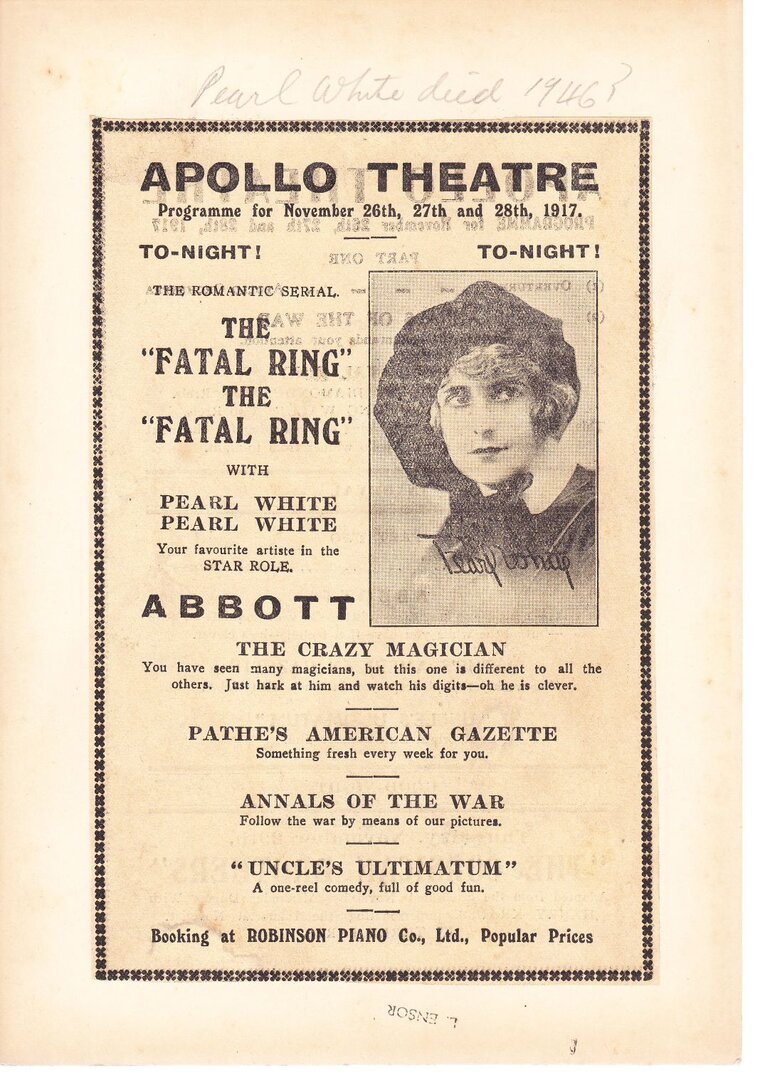 Pearl White died 1946?
APOLLO THEATRE
Programme for November 26th, 27th and 28th, 1917.
TO-NIGHT! TO-NIGHT!
THE ROMANTIC SERIAL.
THE
"FATAL RING"
THE
"FATAL RING"
WITH
PEARL WHITE
PEARL WHITE
Your favourite artiste in the
STAR ROLE.
Pearl White
ABBOTT
THE CRAZY MAGICIAN
You have seen many magicians, but this one is different to all the
others. Just hark at him and watch his digits—oh he is clever.
PATHE'S AMERICAN GAZETTE
Something fresh every week for you.
ANNALS OF THE WAR
Follow the war by means of our pictures.
"UNCLE'S ULTIMATUM"
A one-reel comedy, full of good fun.
Booking at ROBINSON PIANO Co., Ltd., Popular Prices
L. ENSOR